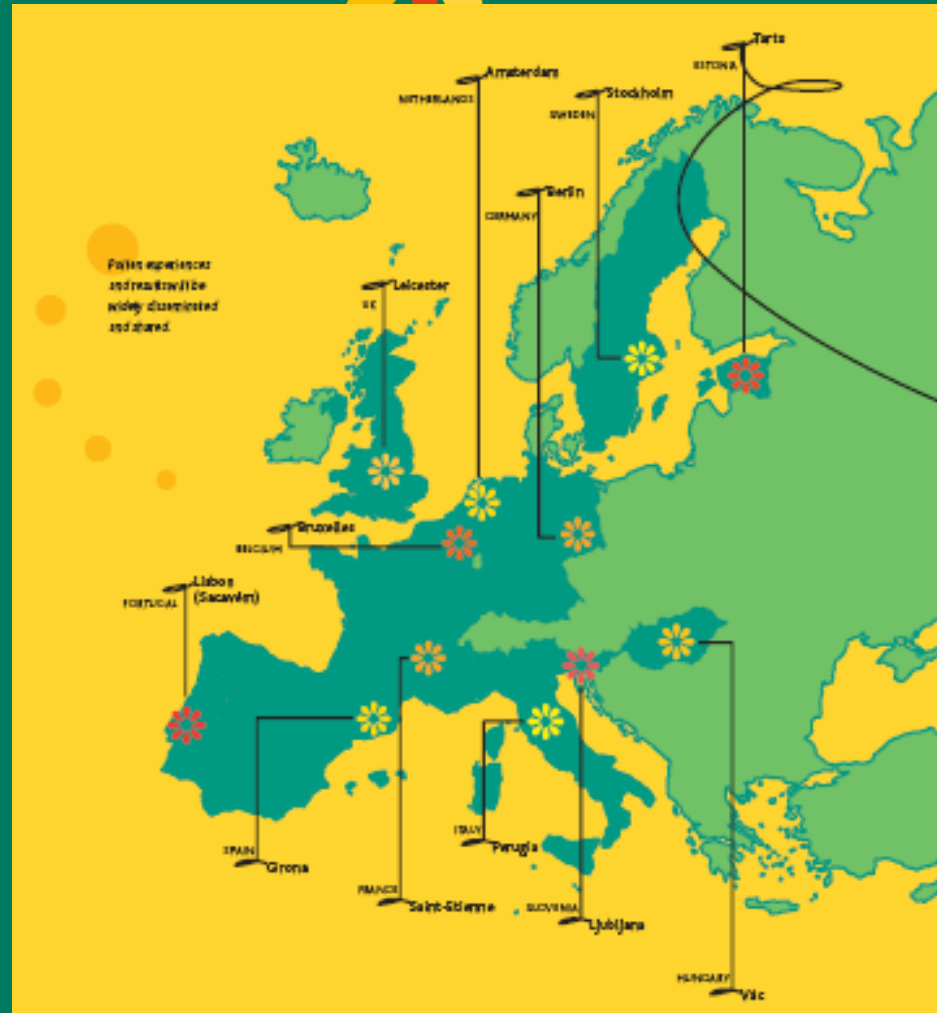 Tartu
ESTONIA
Amsterdam
NETHERLANDS
Stockholm
SWEDEN
Berlin
GERMANY
Pollen experiences
and results will be
widely disseminated
and shared.
Leicester
UK
Bruxelles
BELGIUM
Lisbon
(Sacavém)
PORTUGAL
ITALY
Perugia
SPAIN
Girona
FRANCE
Saint-Etienne
SLOVENIA
Ljubljana
HUNGARY
Vác